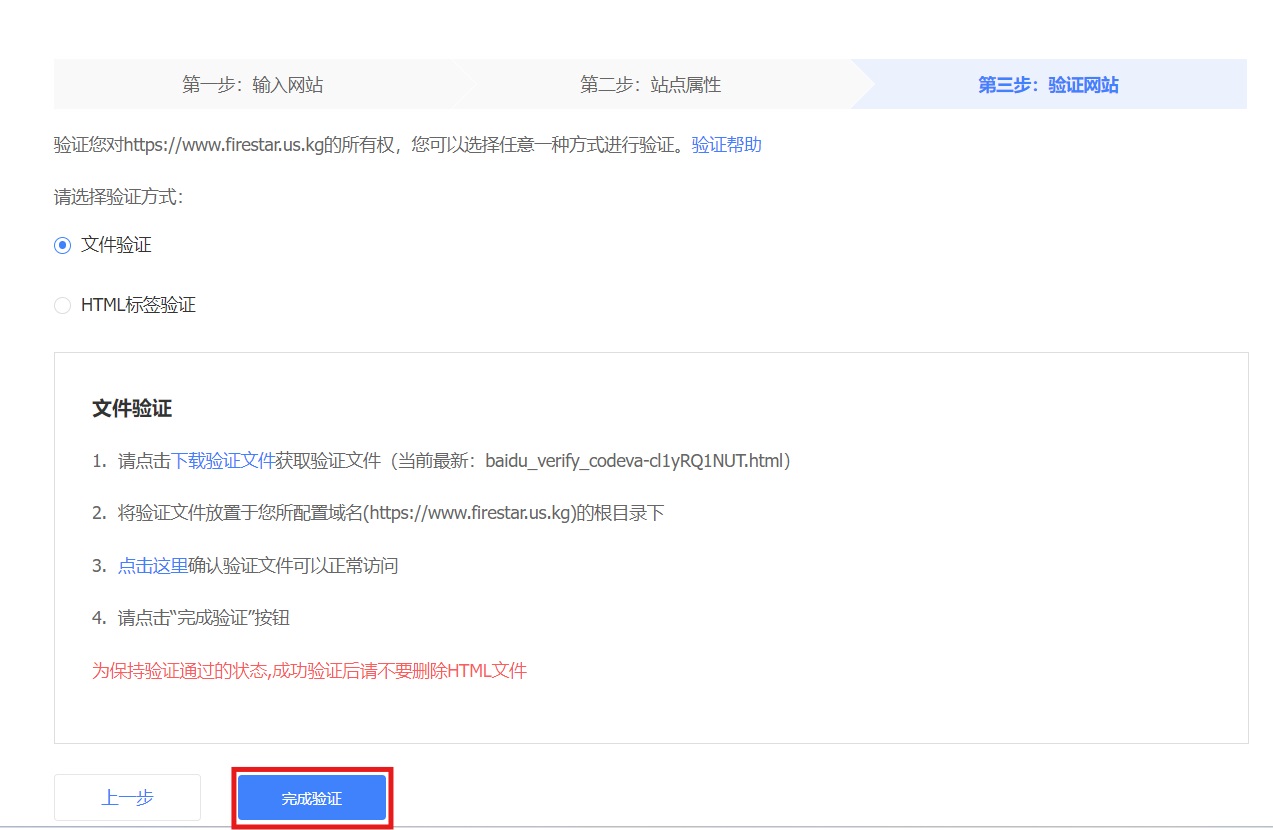 第一步：输入网站
第二步：站点属性
第三步：验证网站
验证您对https://www.firestar.us.kg的所有权，您可以选择任意一种方式进行验证。验证帮助
请选择验证方式：
文件验证
HTML标签验证
文件验证
1. 请点击下载验证文件获取验证文件（当前最新：baidu_verify_codeva-cl1yRQ1NUT.html）
2. 将验证文件放置于您所配置域名(https://www.firestar.us.kg)的根目录下
3. 点击这里确认验证文件可以正常访问
4. 请点击“完成验证”按钮
为保持验证通过的状态,成功验证后请不要删除HTML文件
上一步
完成验证